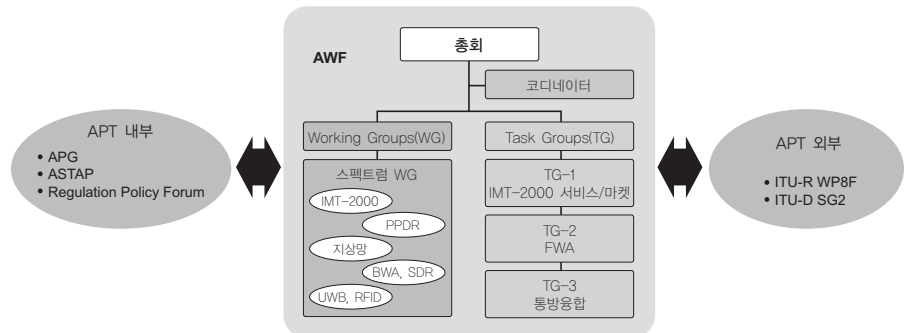 AWF
총회
코디네이터
Working Groups(WG)
스펙트럼 WG
IMT-2000
PPDR
지상망
BWA, SDR
UWB, RFID
Task Groups(TG)
TG-1
IMT-2000 서비스/마켓
TG-2
FWA
TG-3
통방융합
APT 내부
• APG
• ASTAP
• Regulation Policy Forum
APT 외부
• ITU-R WP8F
• ITU-D SG2